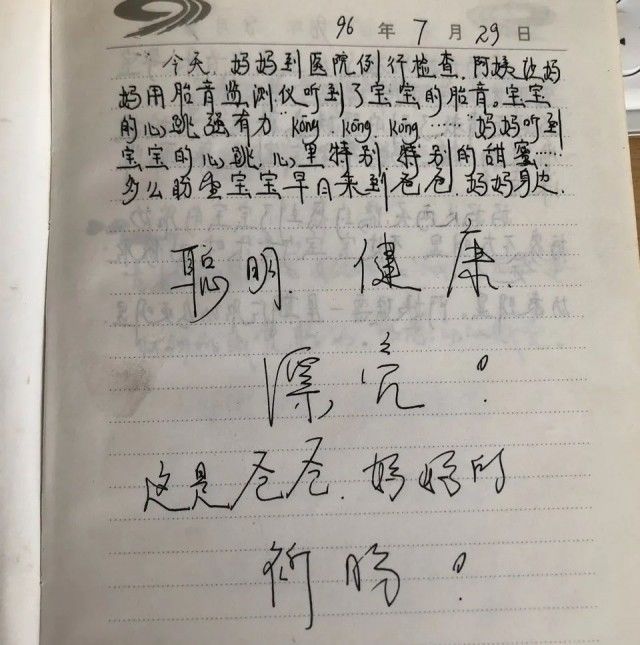 96 年 7 月 29 日
今天,妈妈到医院例行检查,阿姨 妈
妈用胎音监测仪听到了宝宝的胎音。宝宝
的心跳强有力 kōng. kōng. kōng……妈妈听到
宝宝的心跳,心里特别、特别的甜蜜……
多么盼望宝宝早日来到爸爸、妈妈身边.
聪明、健康、
漂亮!
这是爸爸、妈妈的
祈盼!